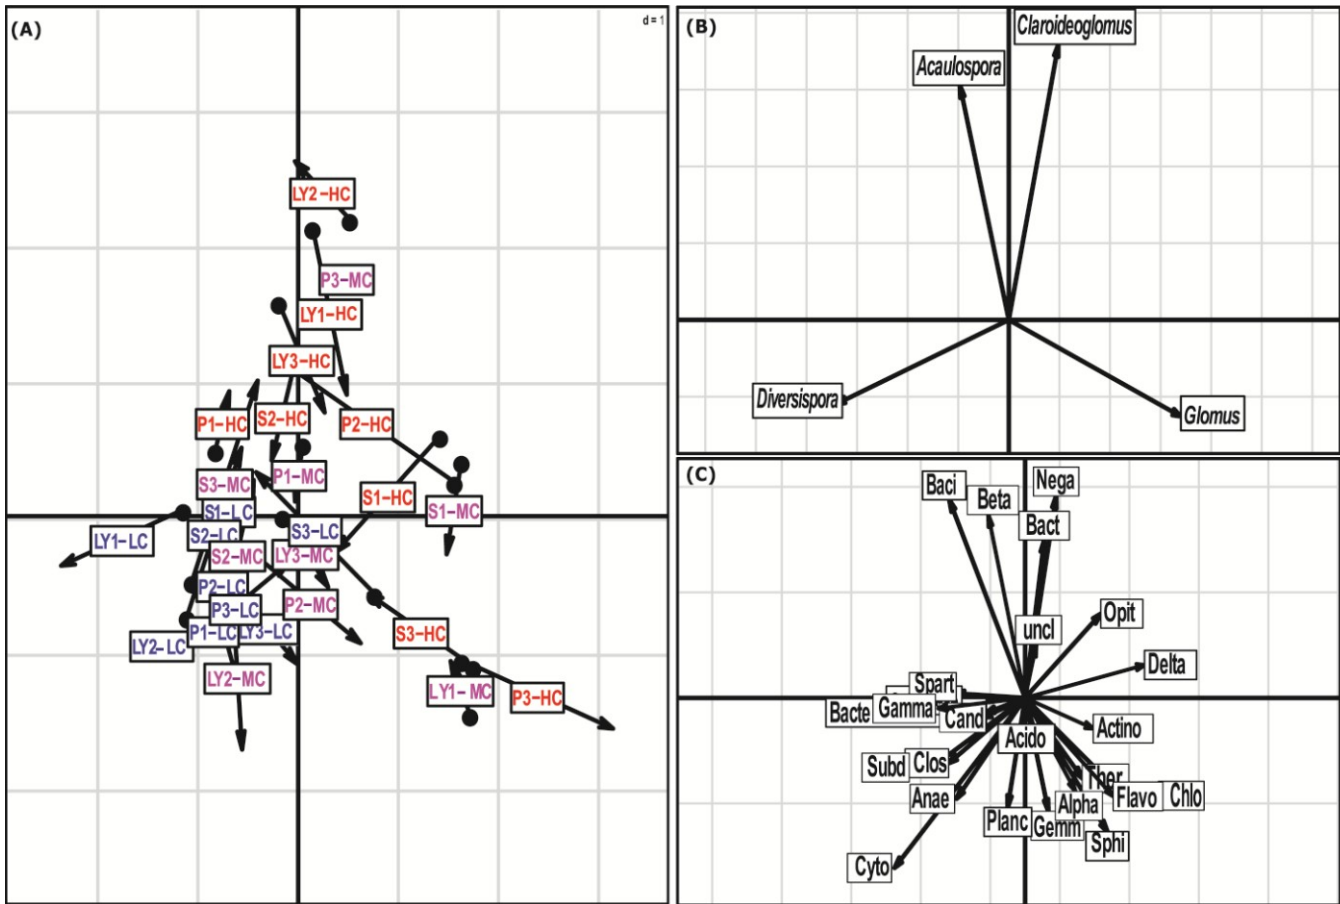 (A)
d = 1
LY2-HC
P3-MC
LY1-HC
LY3-HC
P1-HC
S2-HC
P2-HC
P1-MC
S3-MC
S1-HC
S1-LC
S1-MC
S2-LC
S3-LC
LY1-LC
S2-MC
LY3-MC
P2-LC
P3-LC
P2-MC
P1-LC
LY3-LC
S3-HC
LY2-LC
LY2-MC
LY1-MC
P3-HC
(B)
Claroideoglomus
Acaulospora
Diversispora
Glomus
(C)
Baci
Beta
Nega
Bact
Opit
uncl
Delta
Spart
Gamma
Bacte
Cand
Actino
Acido
Subd
Clos
Ther
Anae
Alpha
Flavo
Chlo
Planc
Gemm
Sphi
Cyto